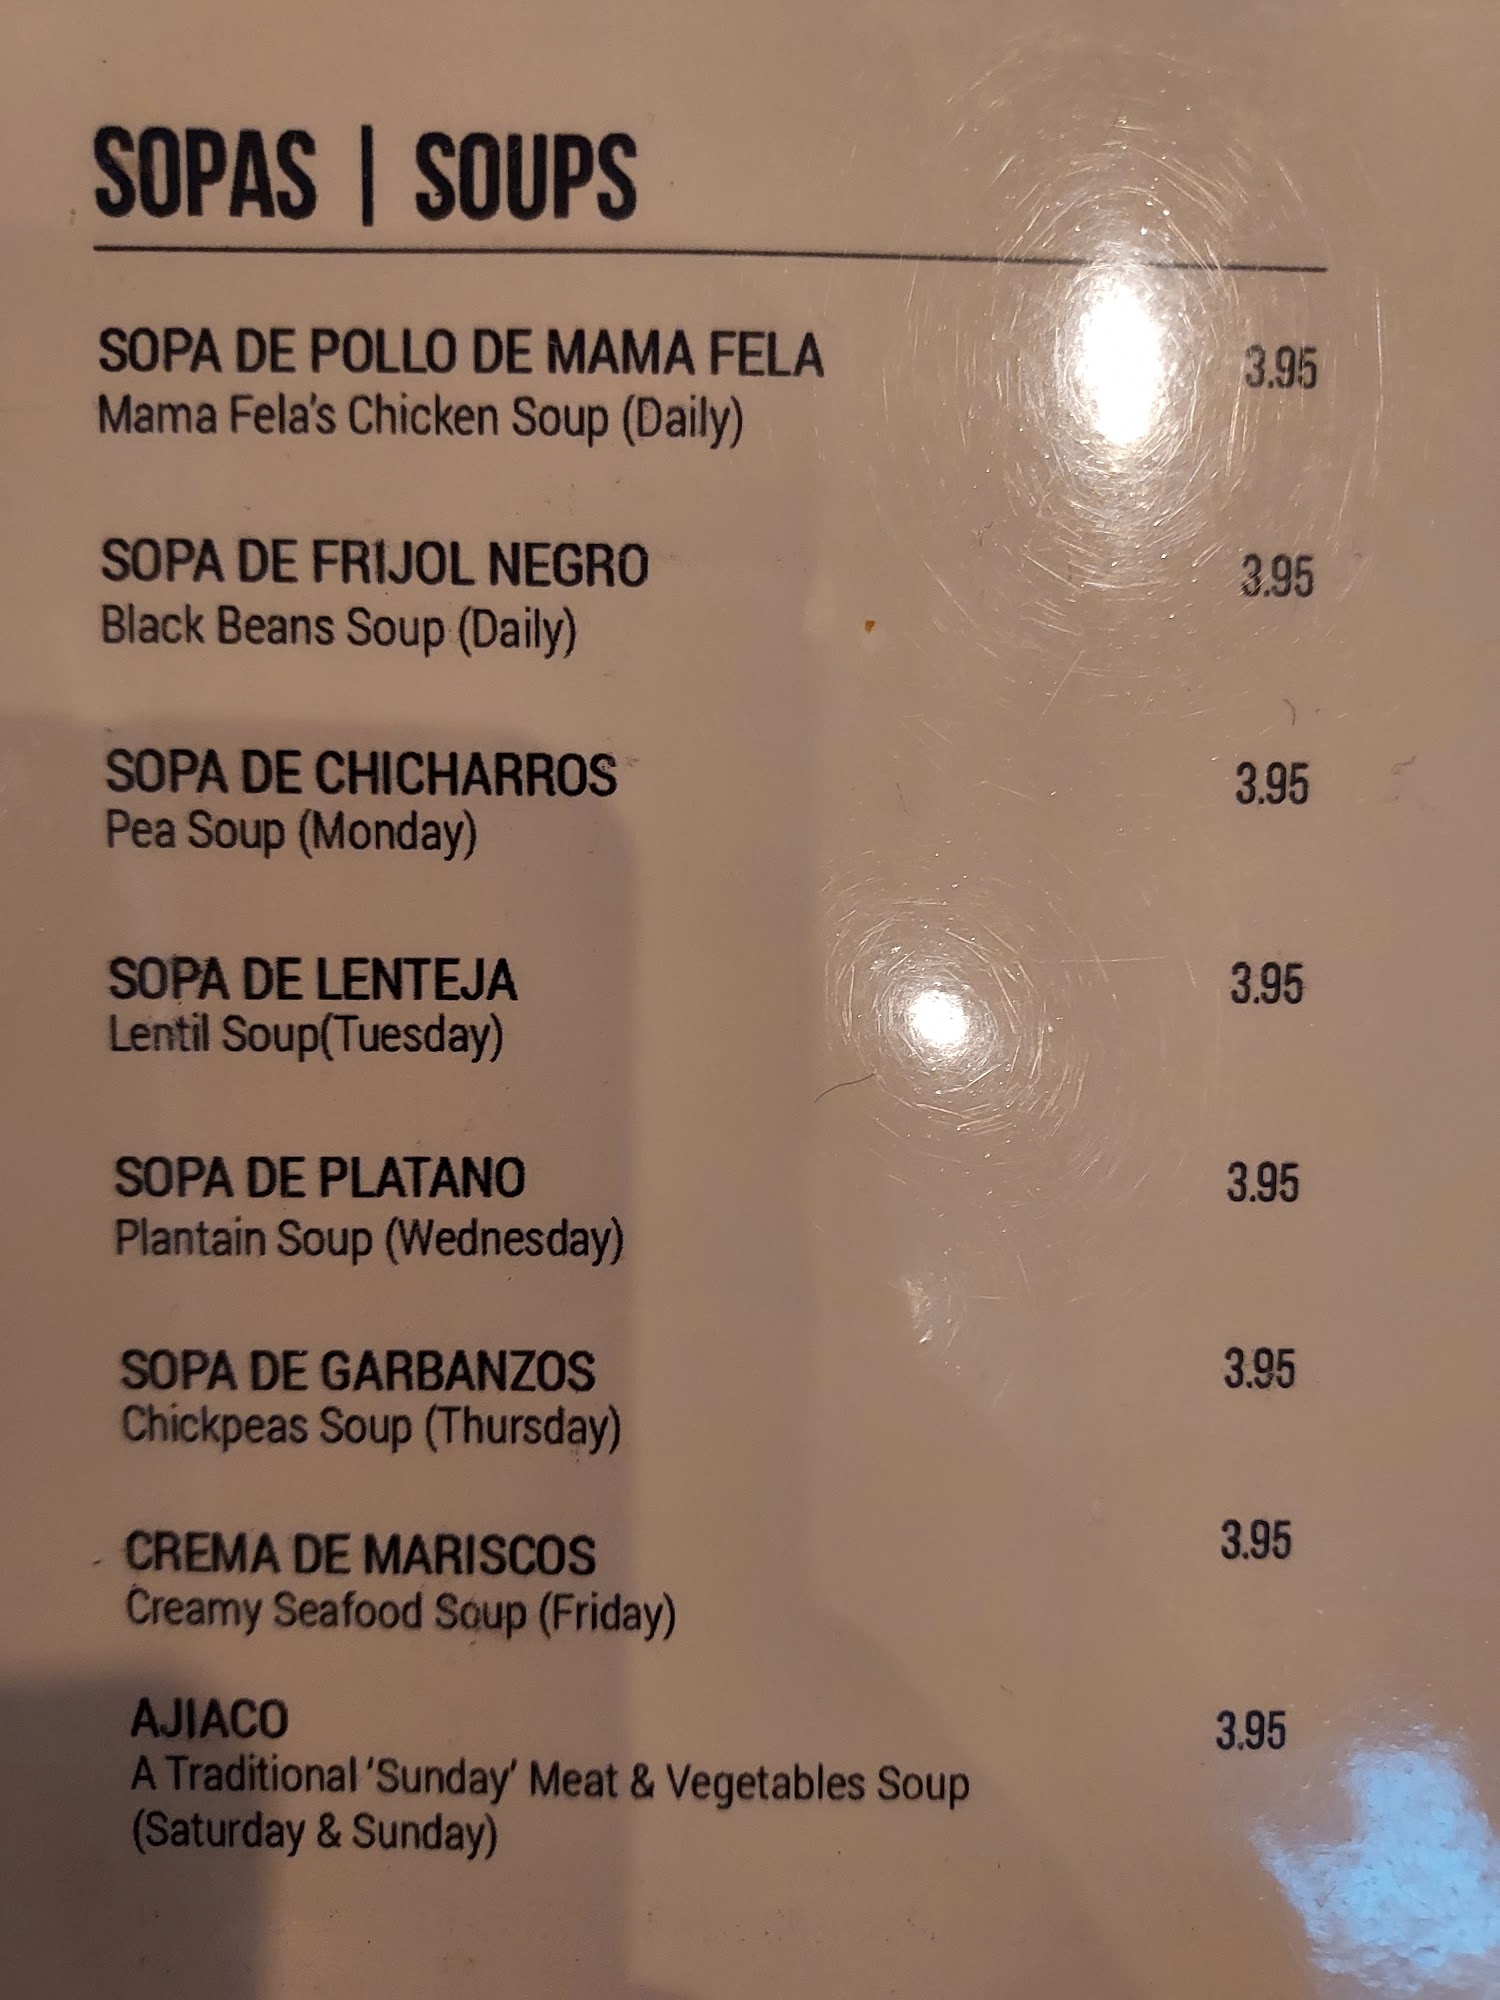 SOPAS | SOUPS
SOPA DE POLLO DE MAMA FELA 3.95
Mama Fela's Chicken Soup (Daily)
SOPA DE FRIJOL NEGRO 3.95
Black Beans Soup (Daily)
SOPA DE CHICHARROS 3.95
Pea Soup (Monday)
SOPA DE LENTEJA 3.95
Lentil Soup(Tuesday)
SOPA DE PLATANO 3.95
Plantain Soup (Wednesday)
SOPA DE GARBANZOS 3.95
Chickpeas Soup (Thursday)
CREMA DE MARISCOS 3.95
Creamy Seafood Soup (Friday)
AJIACO 3.95
A Traditional 'Sunday' Meat & Vegetables Soup
(Saturday & Sunday)